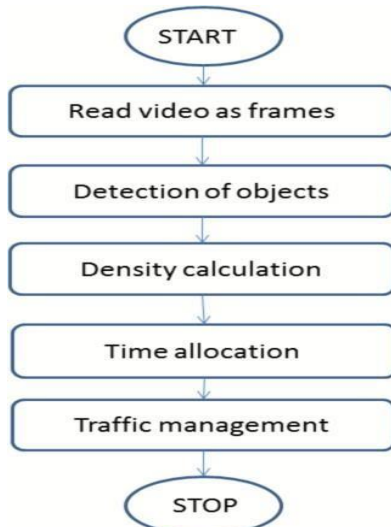 START
Read video as frames
Detection of objects
Density calculation
Time allocation
Traffic management
STOP